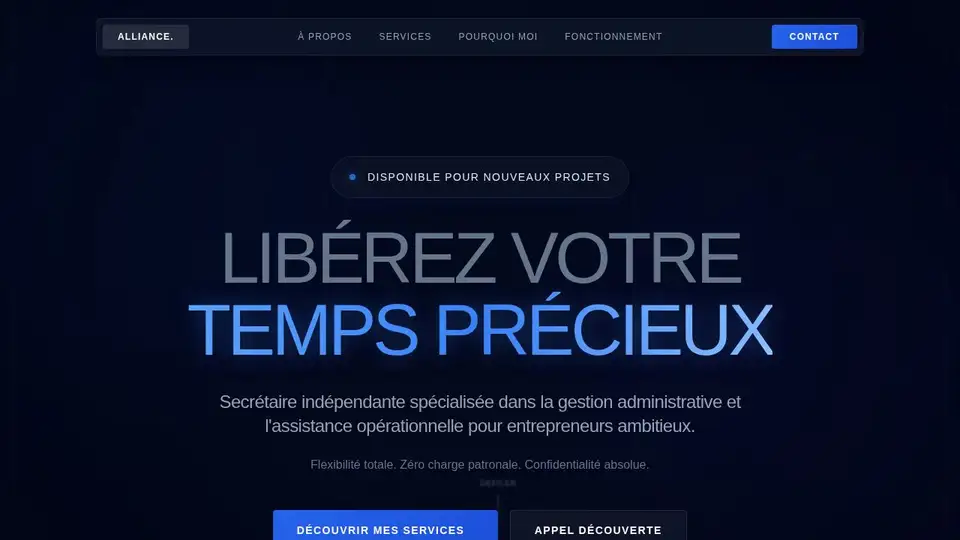 ALLIANCE.
À PROPOS
SERVICES
POURQUOI MOI
FONCTIONNEMENT
CONTACT
DISPONIBLE POUR NOUVEAUX PROJETS
LIBÉREZ VOTRE
TEMPS PRÉCIEUX
Secrétaire indépendante spécialisée dans la gestion administrative et
l'assistance opérationnelle pour entrepreneurs ambitieux.
Flexibilité totale. Zéro charge patronale. Confidentialité absolue.
DÉCOUVRIR MES SERVICES
APPEL DÉCOUVERTE